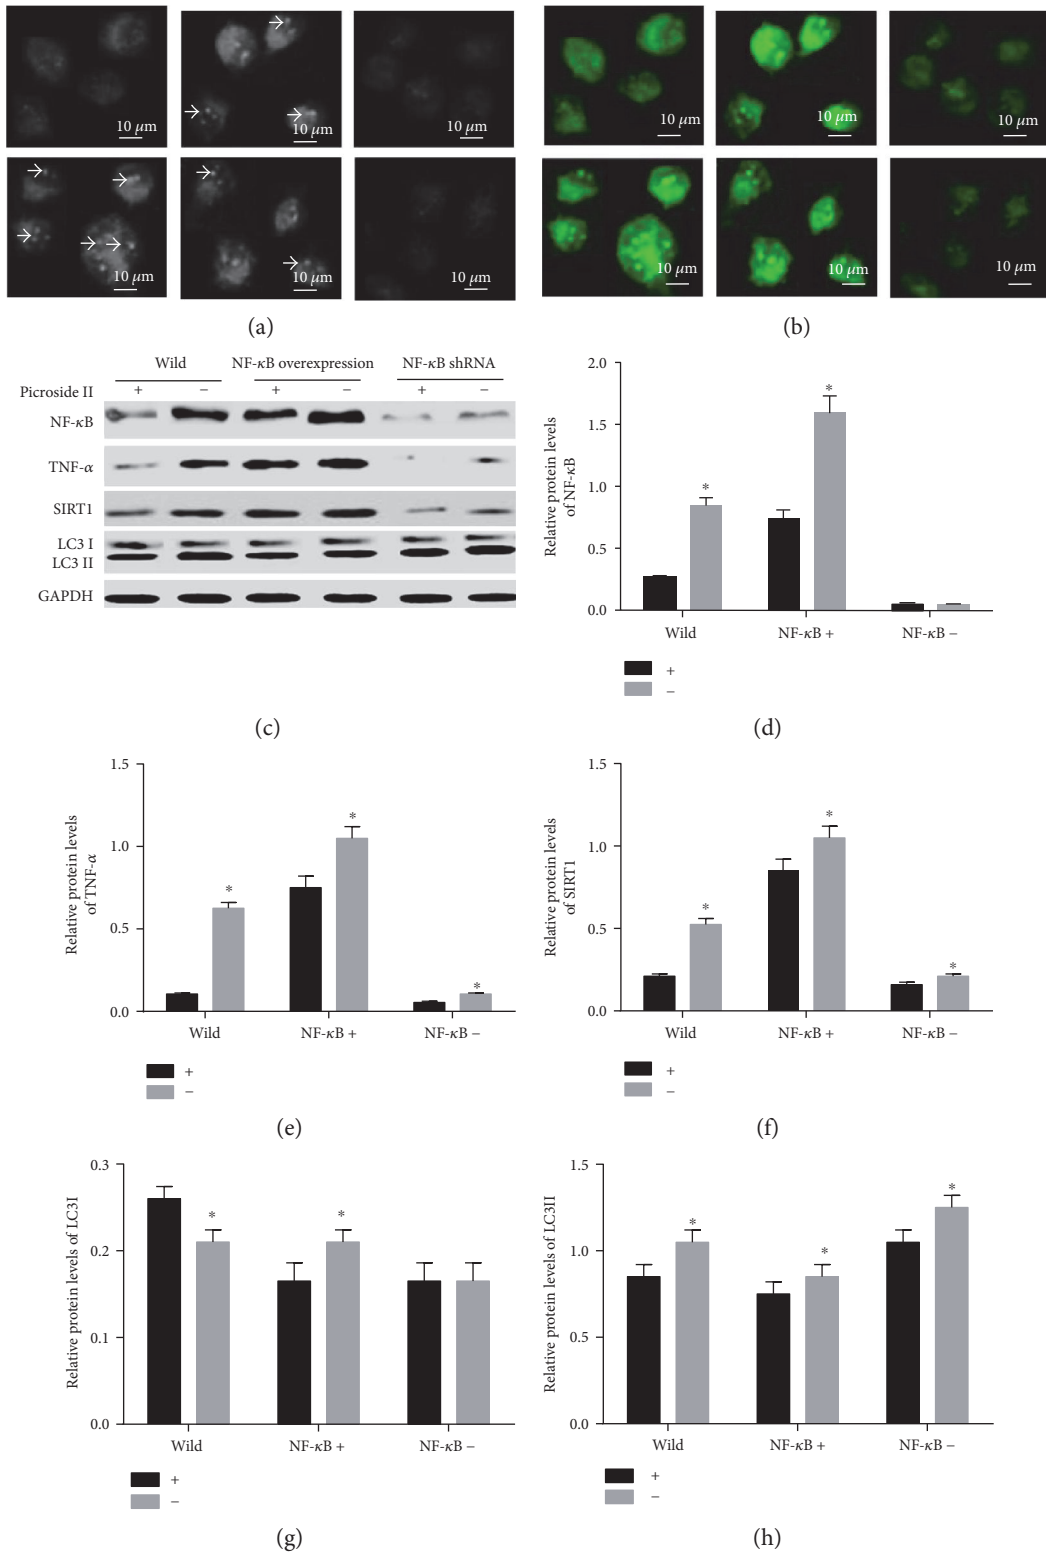 10 μm 10 μm 10 μm 10 μm 10 μm 10 μm
10 μm 10 μm 10 μm 10 μm 10 μm 10 μm
(a) (b)
Wild NF-κB overexpression NF-κB shRNA
Picroside II + − + − + −
NF-κB
TNF-α
SIRT1
LC3 I
LC3 II
GAPDH
(c)
Relative protein levels
of NF-κB
2.0
1.5
1.0
0.5
0.0
* *
Wild NF-κB + NF-κB −
+
−
(d)
Relative protein levels
of TNF-α
1.5
1.0
0.5
0.0
* * *
Wild NF-κB + NF-κB −
+
−
(e)
Relative protein levels
of SIRT1
1.5
1.0
0.5
0.0
* * *
Wild NF-κB + NF-κB −
+
−
(f)
Relative protein levels of LC3I
0.3
0.2
0.1
0.0
* *
Wild NF-κB + NF-κB −
+
−
(g)
Relative protein levels of LC3II
1.5
1.0
0.5
0.0
* * *
Wild NF-κB + NF-κB −
+
−
(h)